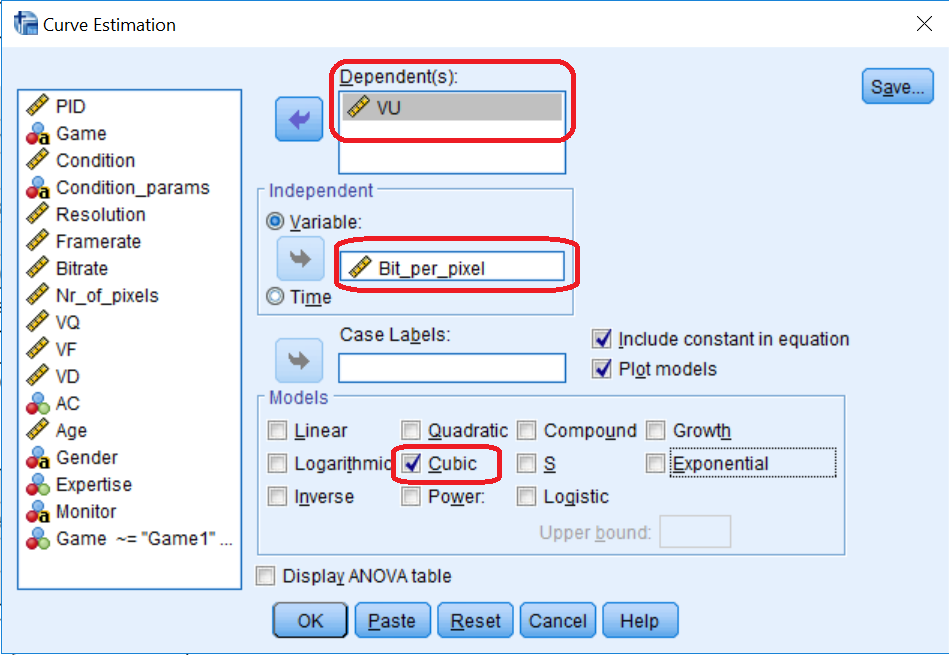 Curve Estimation
PID
Game
Condition
Condition_params
Resolution
Framerate
Bitrate
Nr_of_pixels
VQ
VF
VD
AC
Age
Gender
Expertise
Monitor
Game ~= "Game1" ...
Dependent(s):
VU
Save...
Independent
Variable:
Bit_per_pixel
Time
Case Labels:
Include constant in equation
Plot models
Models
Linear Quadratic Compound Growth
Logarithmic Cubic S Exponential
Inverse Power: Logistic
Upper bound:
Display ANOVA table
OK Paste Reset Cancel Help